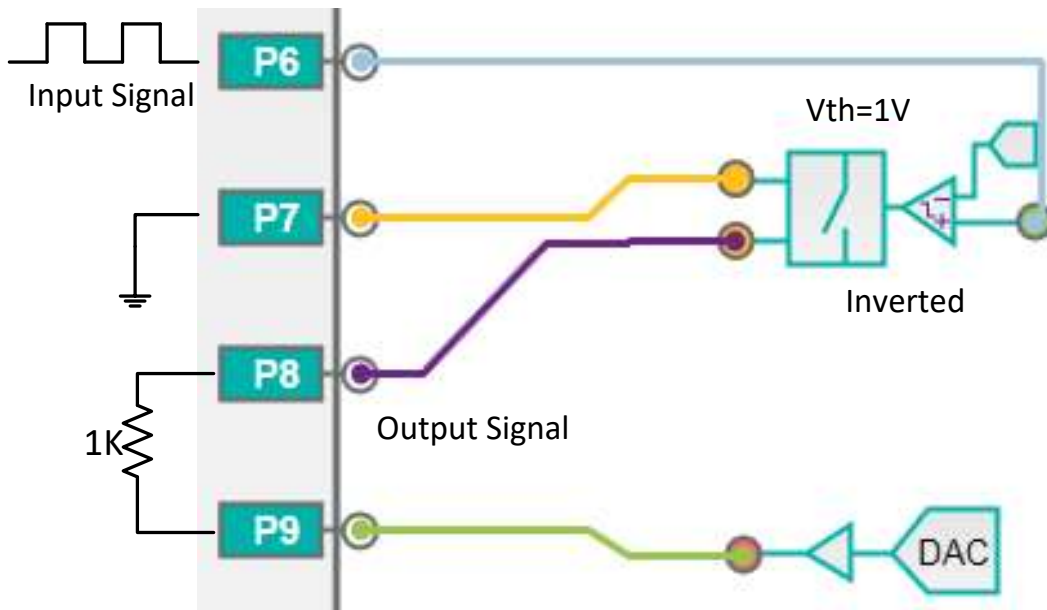 P6
Input Signal
Vth=1V
P7
Inverted
P8
Output Signal
1K
P9
DAC